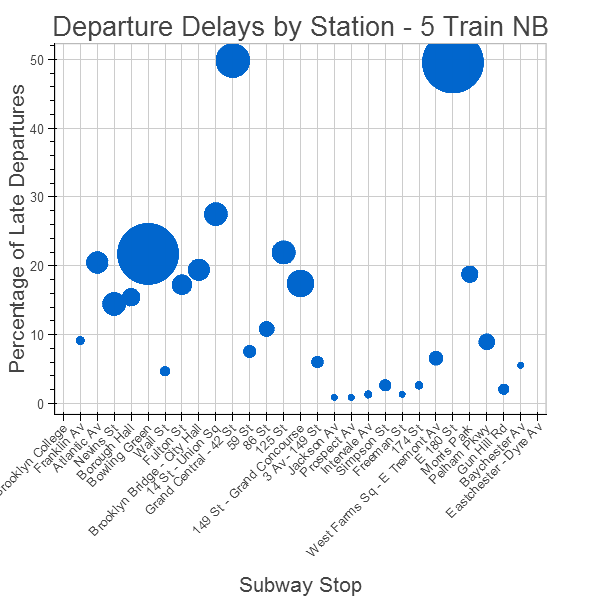 Departure Delays by Station - 5 Train NB
Percentage of Late Departures
50
40
30
20
10
0
Brooklyn College
Franklin Av
Atlantic Av
Nevins St
Borough Hall
Bowling Green
Wall St
Fulton St
Brooklyn Bridge - City Hall
14 St - Union Sq
Grand Central - 42 St
59 St
86 St
125 St
149 St - Grand Concourse
3 Av - 149 St
Jackson Av
Prospect Av
Intervale Av
Simpson St
Freeman St
174 St
West Farms Sq - E Tremont Av
E 180 St
Morris Park
Pelham Pkwy
Gun Hill Rd
Baychester Av
Eastchester - Dyre Av
Subway Stop